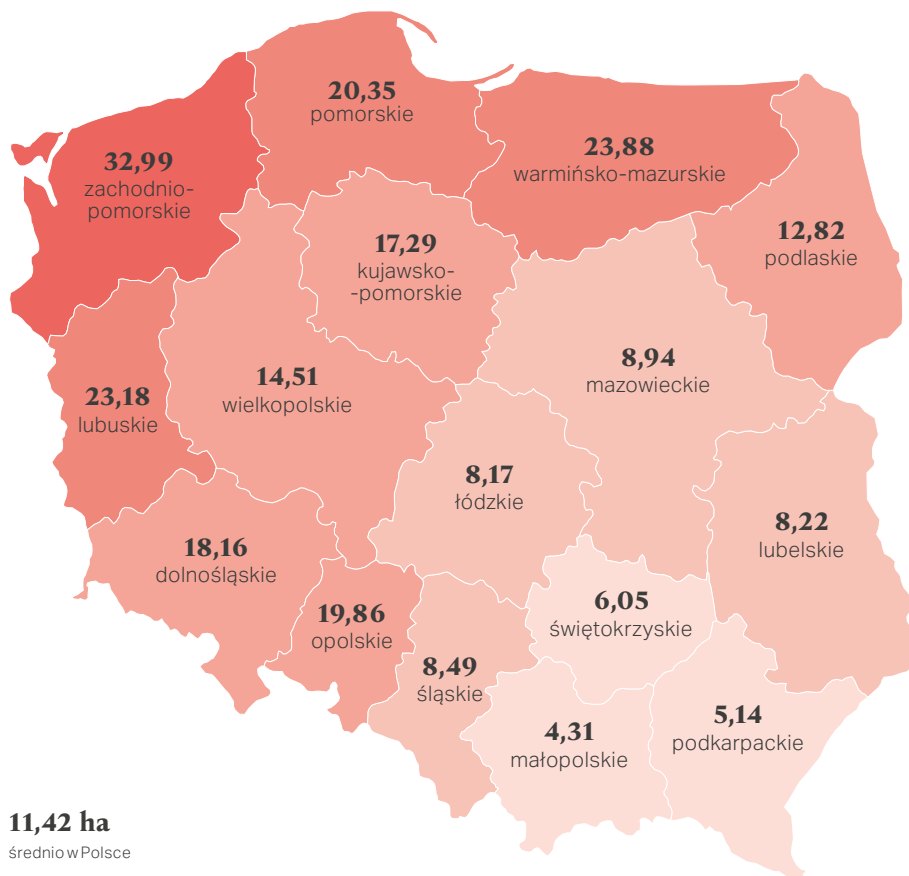 20,35
pomorskie
32,99
zachodnio-
pomorskie
23,88
warmińsko-mazurskie
12,82
podlaskie
17,29
kujawsko-
-pomorskie
8,94
mazowieckie
14,51
wielkopolskie
23,18
lubuskie
8,17
łódzkie
8,22
lubelskie
18,16
dolnośląskie
19,86
opolskie
6,05
świętokrzyskie
8,49
śląskie
4,31
małopolskie
5,14
podkarpackie
11,42 ha
średnio w Polsce